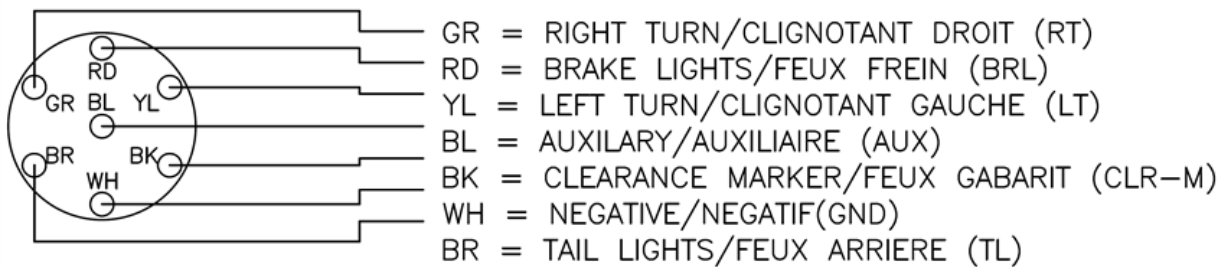 GR = RIGHT TURN/CLIGNOTANT DROIT (RT)
RD = BRAKE LIGHTS/FEUX FREIN (BRL)
YL = LEFT TURN/CLIGNOTANT GAUCHE (LT)
BL = AUXILARY/AUXILIAIRE (AUX)
BK = CLEARANCE MARKER/FEUX GABARIT (CLR-M)
WH = NEGATIVE/NEGATIF(GND)
BR = TAIL LIGHTS/FEUX ARRIERE (TL)
RD
GR BL YL
BR BK
WH